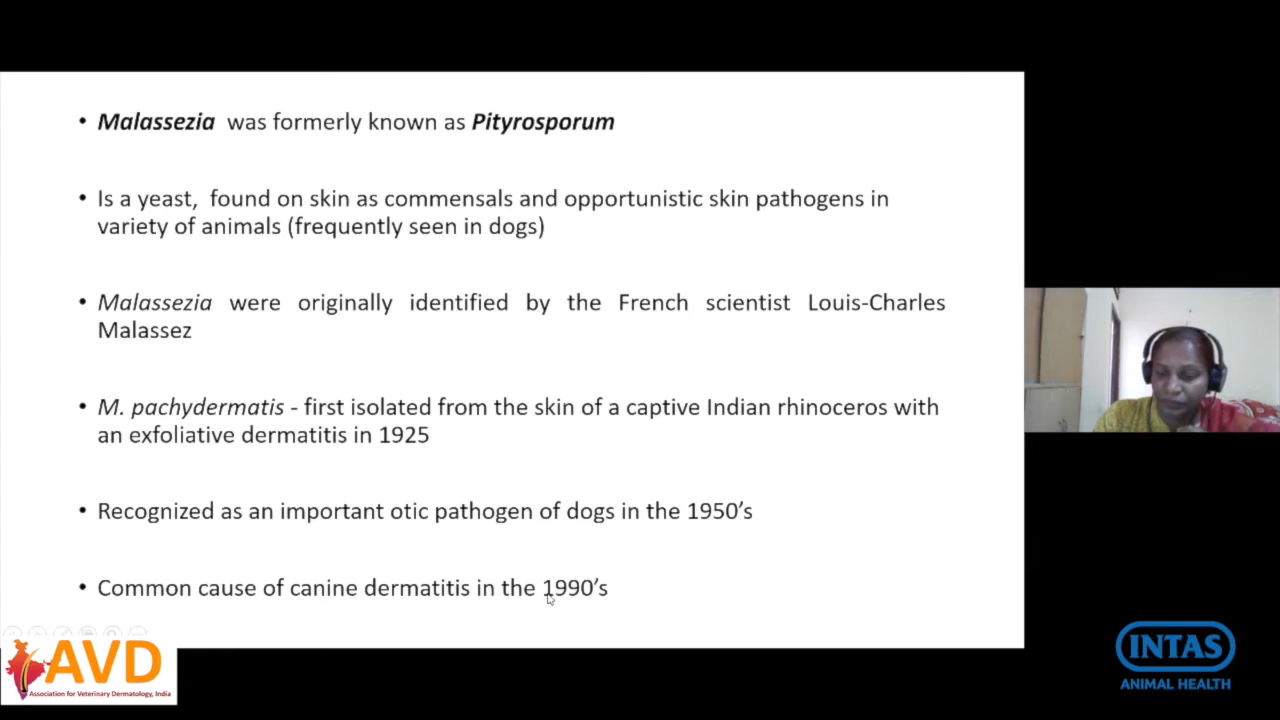 • Malassezia was formerly known as Pityrosporum
• Is a yeast, found on skin as commensals and opportunistic skin pathogens in
variety of animals (frequently seen in dogs)
• Malassezia were originally identified by the French scientist Louis-Charles
Malassez
• M. pachydermatis - first isolated from the skin of a captive Indian rhinoceros with
an exfoliative dermatitis in 1925
• Recognized as an important otic pathogen of dogs in the 1950’s
• Common cause of canine dermatitis in the 1990’s
AVD
Association for Veterinary Dermatology, India
INTAS
ANIMAL HEALTH